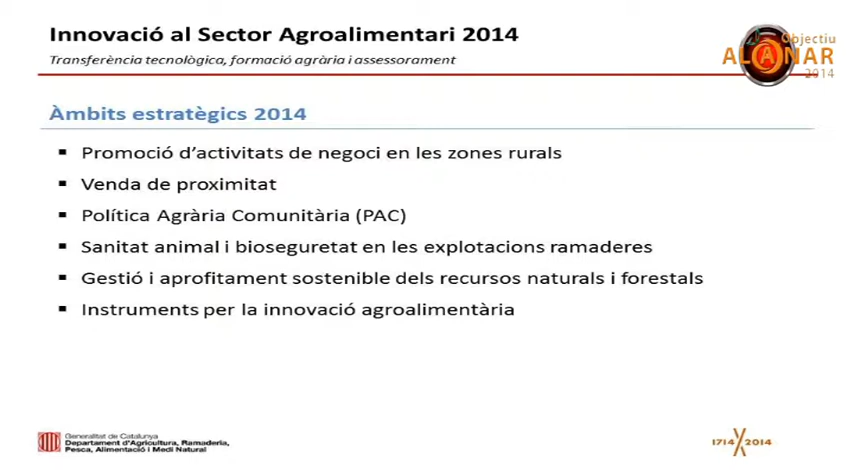 Innovació al Sector Agroalimentari 2014
Transferència tecnològica, formació agrària i assessorament
Objectiu
ALANAR
2014
Àmbits estratègics 2014
Promoció d’activitats de negoci en les zones rurals
Venda de proximitat
Política Agrària Comunitària (PAC)
Sanitat animal i bioseguretat en les explotacions ramaderes
Gestió i aprofitament sostenible dels recursos naturals i forestals
Instruments per la innovació agroalimentària
Generalitat de Catalunya
Departament d'Agricultura, Ramaderia,
Pesca, Alimentació i Medi Natural
1714 2014